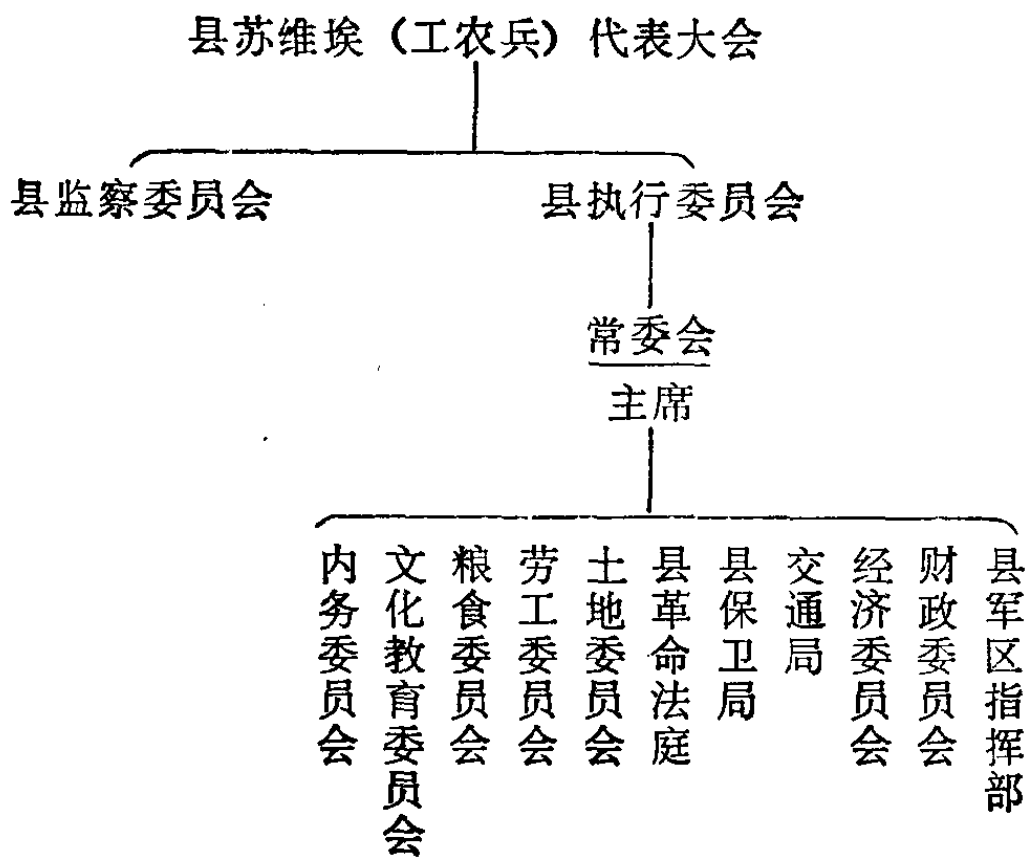 县苏维埃（工农兵）代表大会
县监察委员会
县执行委员会
常委会
主席
内务委员会
文化教育委员会
粮食委员会
劳工委员会
土地委员会
县革命法庭
县保卫局
交通局
经济委员会
财政委员会
县军区指挥部